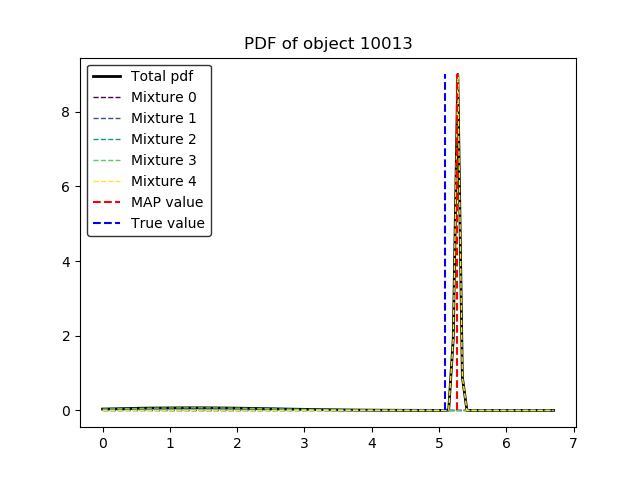 PDF of object 10013
Total pdf
Mixture 0
Mixture 1
Mixture 2
Mixture 3
Mixture 4
MAP value
True value
8
6
4
2
0
0 1 2 3 4 5 6 7